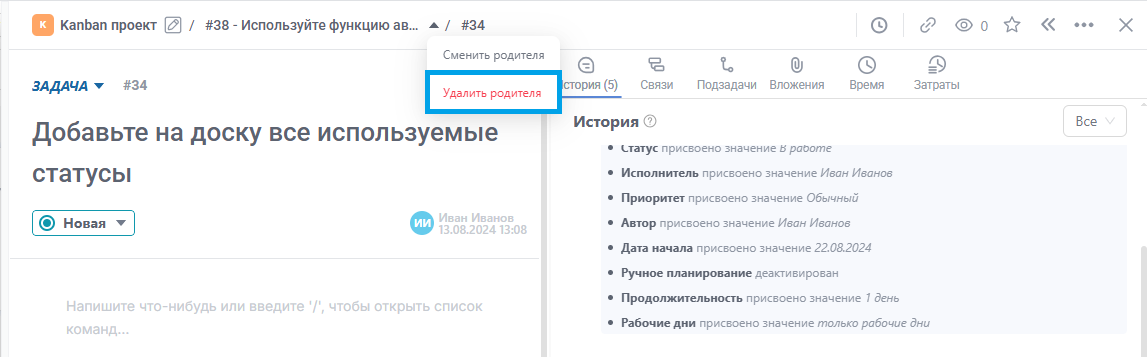 К Kanban проект / #38 - Используйте функцию ав... / #34
0
Сменить родителя
Удалить родителя
ЗАДАЧА #34
Добавьте на доску все используемые
статусы
Новая
ИИ Иван Иванов
13.08.2024 13:08
Напишите что-нибудь или введите '/', чтобы открыть список
команд...
стория (5) Связи Подзадачи Вложения Время Затраты
История ? Все
Статус присвоено значение В работе
Исполнитель присвоено значение Иван Иванов
Приоритет присвоено значение Обычный
Автор присвоено значение Иван Иванов
Дата начала присвоено значение 22.08.2024
Ручное планирование деактивирован
Продолжительность присвоено значение 1 день
Рабочие дни присвоено значение только рабочие дни